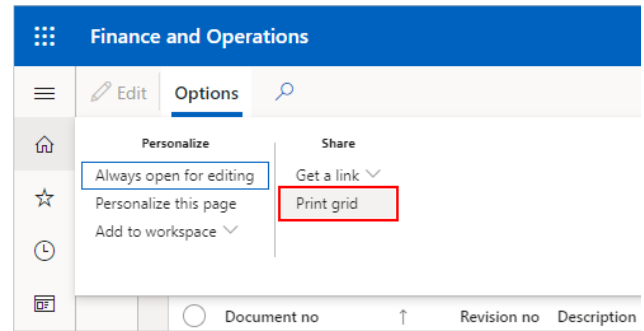 Finance and Operations
Edit Options
Personalize Share
Always open for editing Get a link
Personalize this page Print grid
Add to workspace
Document no Revision no Description